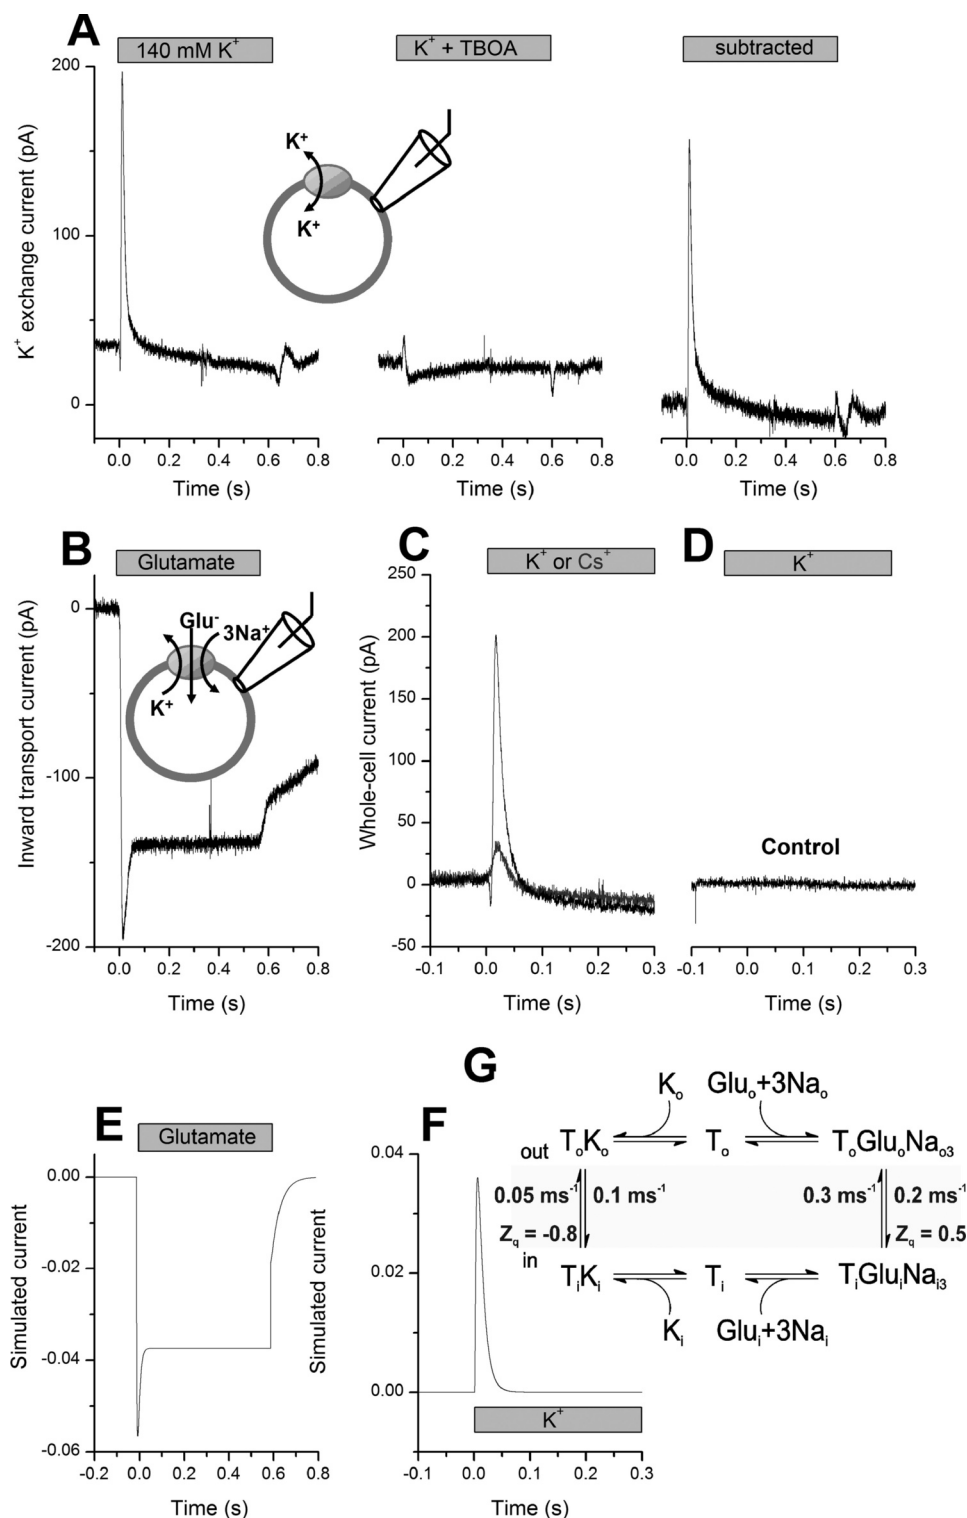 A
140 mM K⁺
K⁺ + TBOA
subtracted
K⁺ exchange current (pA)
200
100
0
K⁺
K⁺
0.0 0.2 0.4 0.6 0.8
0.0 0.2 0.4 0.6 0.8
0.0 0.2 0.4 0.6 0.8
Time (s)
Time (s)
Time (s)
B
Glutamate
Inward transport current (pA)
0
-100
-200
Glu⁻
3Na⁺
K⁺
0.0 0.2 0.4 0.6 0.8
Time (s)
C
K⁺ or Cs⁺
Whole-cell current (pA)
250
200
150
100
50
0
-50
-0.1 0.0 0.1 0.2 0.3
Time (s)
D
K⁺
Control
-0.1 0.0 0.1 0.2 0.3
Time (s)
E
Glutamate
Simulated current
0.00
-0.02
-0.04
-0.06
-0.2 0.0 0.2 0.4 0.6 0.8
Time (s)
F
Simulated current
0.04
0.02
0.00
K⁺
-0.1 0.0 0.1 0.2 0.3
Time (s)
G
Kₒ Gluₒ+3Naₒ
out TₒKₒ Tₒ TₒGluₒNaₒ₃
0.05 ms⁻¹ 0.1 ms⁻¹ 0.3 ms⁻¹ 0.2 ms⁻¹
Z_q = -0.8 Z_q = 0.5
in
TᵢKᵢ Tᵢ TᵢGluᵢNaᵢ₃
Kᵢ Gluᵢ+3Naᵢ